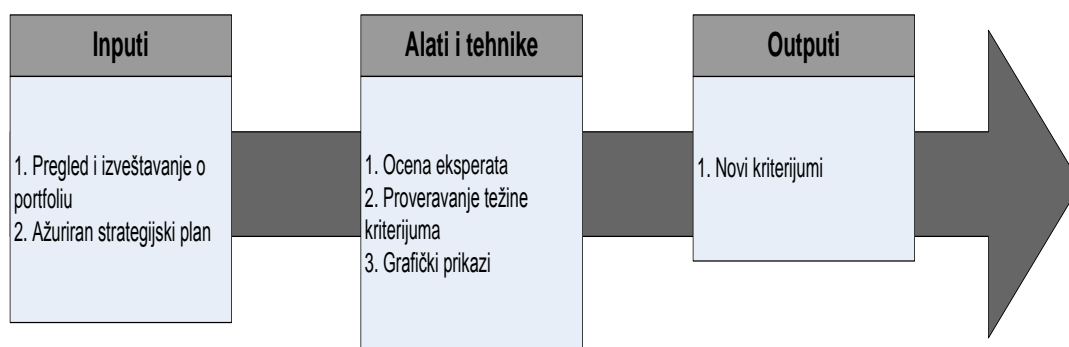 Inputi
1. Pregled i izveštavanje o
portfoliu
2. Ažuriran strategijski plan
Alati i tehnike
1. Ocena eksperata
2. Proveravanje težine
kriterijuma
3. Grafički prikazi
Outputi
1. Novi kriterijumi